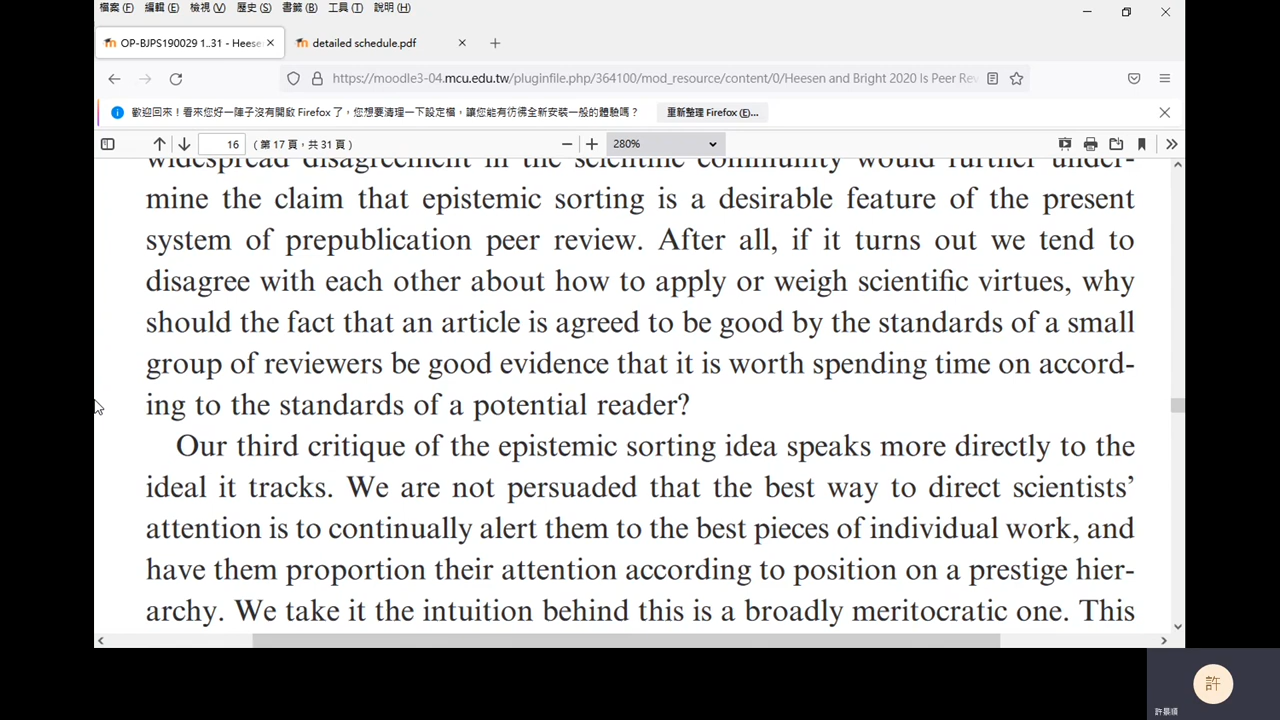 檔案(F) 編輯(E) 檢視(V) 歷史(S) 書籤(B) 工具(T) 說明(H)
OP-BJPS190029 1..31 - Heese
detailed schedule.pdf
https://moodle3-04.mcu.edu.tw/pluginfile.php/364100/mod_resource/content/0/Heesen and Bright 2020 Is Peer Rev
歡迎回來!看來您好一陣子沒有開啟 Firefox 了,您想要清理一下設定檔,讓您能有彷彿全新安裝一般的體驗嗎?
重新整理 Firefox (E)...
16 (第 17 頁,共 31 頁) 280%
widespread disagreement in the scientific community would further under-
mine the claim that epistemic sorting is a desirable feature of the present
system of prepublication peer review. After all, if it turns out we tend to
disagree with each other about how to apply or weigh scientific virtues, why
should the fact that an article is agreed to be good by the standards of a small
group of reviewers be good evidence that it is worth spending time on accord-
ing to the standards of a potential reader?
Our third critique of the epistemic sorting idea speaks more directly to the
ideal it tracks. We are not persuaded that the best way to direct scientists'
attention is to continually alert them to the best pieces of individual work, and
have them proportion their attention according to position on a prestige hier-
archy. We take it the intuition behind this is a broadly meritocratic one. This
許